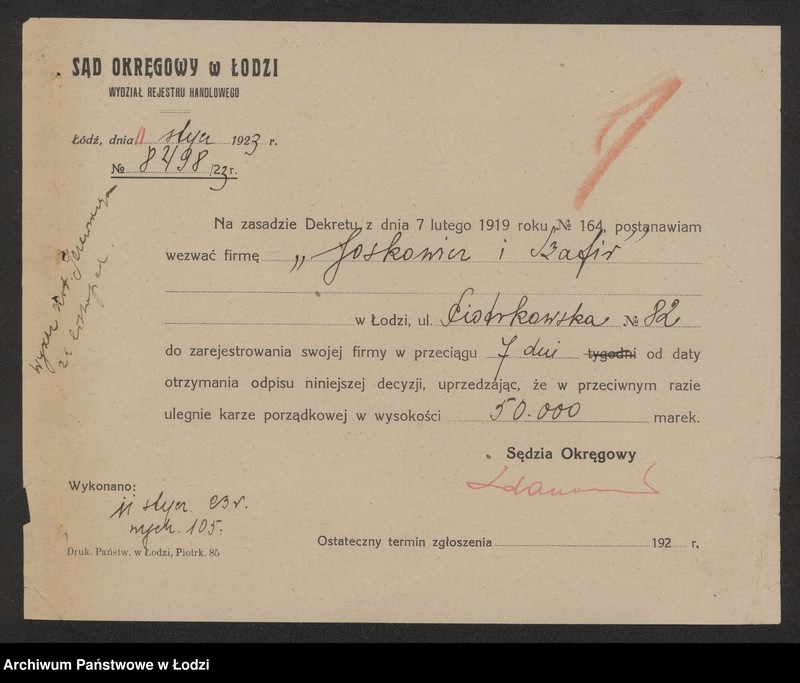 SĄD OKRĘGOWY w ŁODZI
WYDZIAŁ REJESTRU HANDLOWEGO
Łódź, dnia 11 stycz 1923 r.
№ 8498/23 r.
Na zasadzie Dekretu z dnia 7 lutego 1919 roku № 164, postanawiam
wezwać firmę „Joskowicz i Szafir”
w Łodzi, ul. Piotrkowska № 82
do zarejestrowania swojej firmy w przeciągu 7 dni tygodni od daty
otrzymania odpisu niniejszej decyzji, uprzedzając, że w przeciwnym razie
ulegnie karze porządkowej w wysokości 50.000 marek.
Sędzia Okręgowy
Wykonano:
11 stycz. 23 r.
105.
Ostateczny termin zgłoszenia 192 r.
Druk. Państw. w Łodzi, Piotrk. 85
Archiwum Państwowe w Łodzi